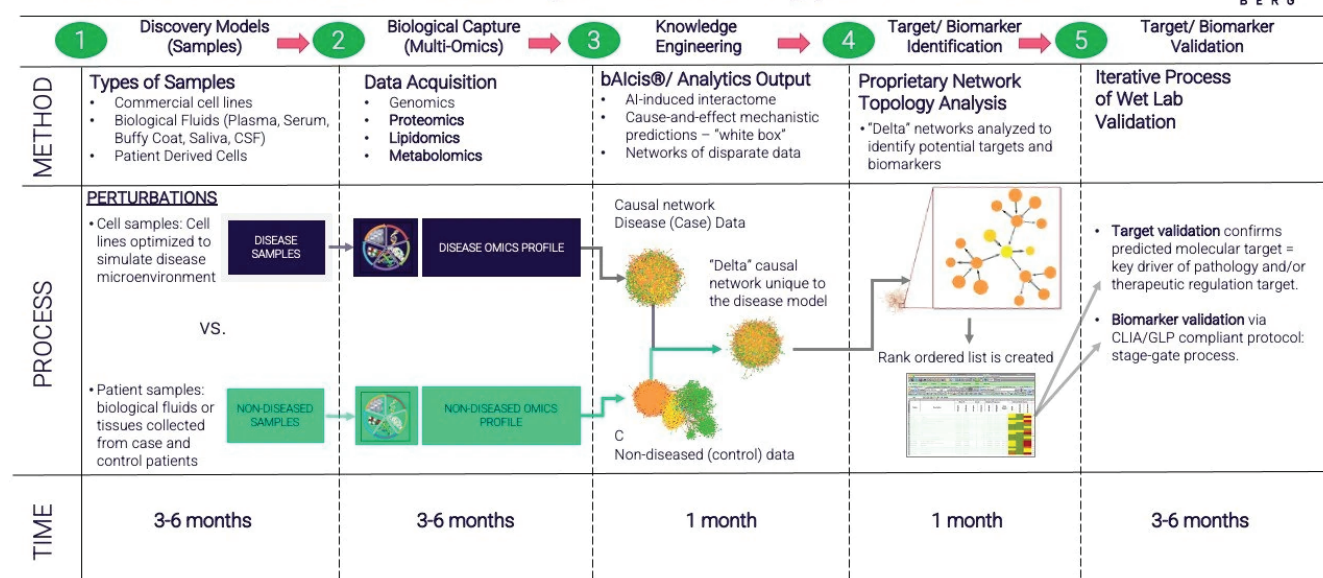 BERG
1 Discovery Models
(Samples)
2 Biological Capture
(Multi-Omics)
3 Knowledge
Engineering
4 Target/ Biomarker
Identification
5 Target/ Biomarker
Validation
METHOD
Types of Samples
• Commercial cell lines
• Biological Fluids (Plasma, Serum,
Buffy Coat, Saliva, CSF)
• Patient Derived Cells
Data Acquisition
• Genomics
• Proteomics
• Lipidomics
• Metabolomics
bAIcis®/ Analytics Output
• AI-induced interactome
• Cause-and-effect mechanistic
predictions – “white box”
• Networks of disparate data
Proprietary Network
Topology Analysis
• “Delta” networks analyzed to
identify potential targets and
biomarkers
Iterative Process
of Wet Lab
Validation
PROCESS
PERTURBATIONS
• Cell samples: Cell
lines optimized to
simulate disease
microenvironment
VS.
• Patient samples:
biological fluids or
tissues collected
from case and
control patients
DISEASE
SAMPLES
NON-DISEASED
SAMPLES
DISEASE OMICS PROFILE
NON-DISEASED OMICS
PROFILE
Causal network
Disease (Case) Data
“Delta” causal
network unique to
the disease model
C
Non-diseased (control) data
Rank ordered list is created
• Target validation confirms
predicted molecular target =
key driver of pathology and/or
therapeutic regulation target.
• Biomarker validation via
CLIA/GLP compliant protocol:
stage-gate process.
TIME
3-6 months
3-6 months
1 month
1 month
3-6 months